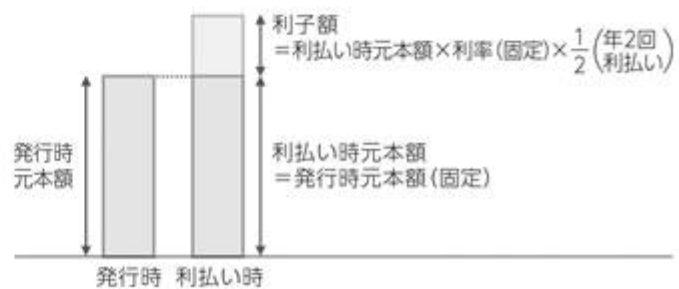 利子額
＝利払い時元本額×利率（固定）×1/2（年2回利払い）
発行時
元本額
利払い時元本額
＝発行時元本額（固定）
発行時 利払い時